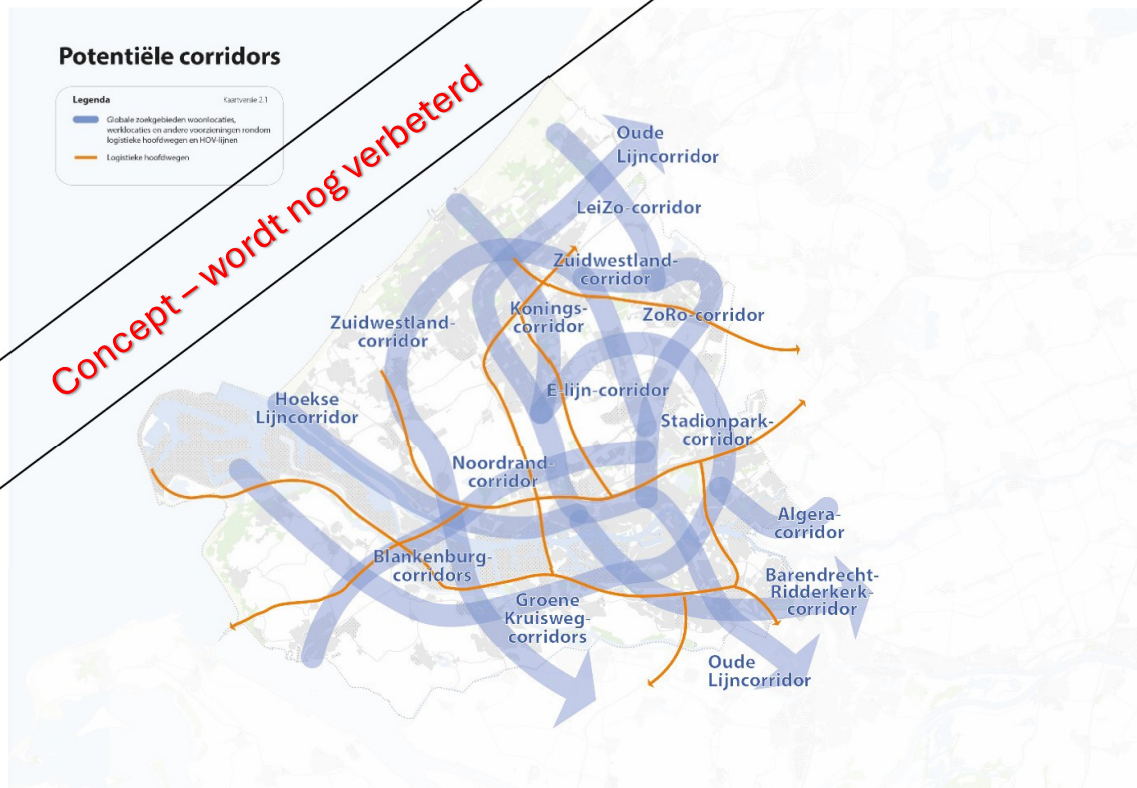 Potentiële corridors
Legenda
Kaartversie 2.1
Globale zoekgebieden woonlocaties,
werklocaties en andere voorzieningen rondom
logistieke hoofdwegen en HOV-lijnen
Logistieke hoofdwegen
Concept – wordt nog verbeterd
Oude
Lijncorridor
LeiZo-corridor
Zuidwestland-
corridor
Konings-
corridor
ZoRo-corridor
Zuidwestland-
corridor
E-lijn-corridor
Hoekse
Lijncorridor
Stadionpark-
corridor
Noordrand-
corridor
Algera-
corridor
Blankenburg-
corridors
Barendrecht-
Ridderkerk-
corridor
Groene
Kruisweg-
corridors
Oude
Lijncorridor